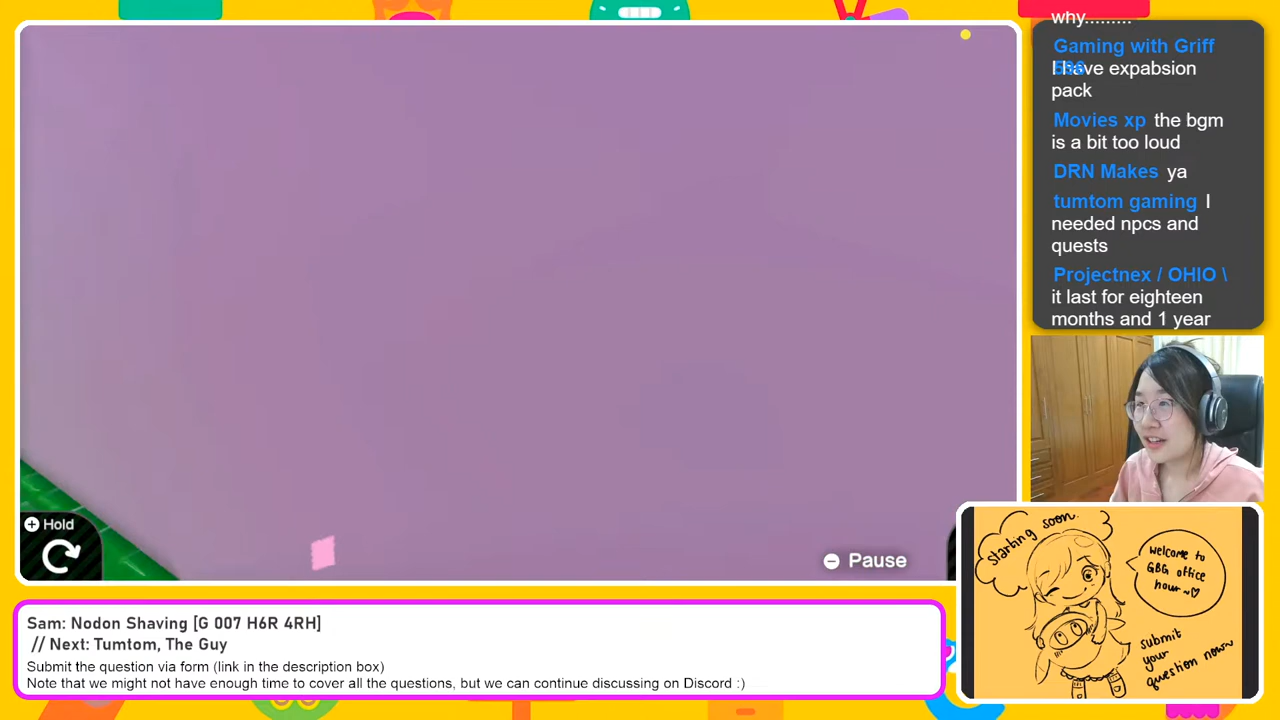 why.........
Gaming with Griff
I have expabsion
pack
Movies xp the bgm
is a bit too loud
DRN Makes ya
tumtom gaming I
needed npcs and
quests
Projectnex / OHIO \
it last for eighteen
months and 1 year
Hold
Pause
starting soon.
welcome to
GBG office
hour~
submit
your
question now~
Sam: Nodon Shaving [G 007 H6R 4RH]
// Next: Tumtom, The Guy
Submit the question via form (link in the description box)
Note that we might not have enough time to cover all the questions, but we can continue discussing on Discord :)